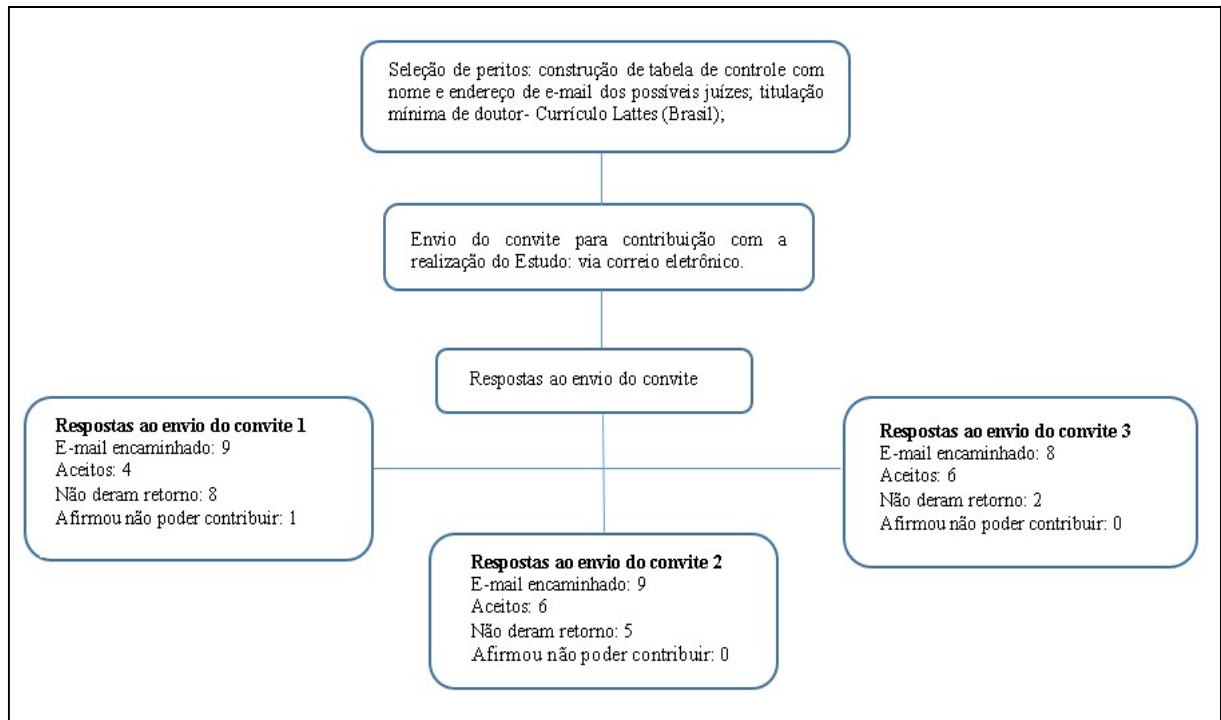 Seleção de peritos: construção de tabela de controle com
nome e endereço de e-mail dos possíveis juízes; titulação
mínima de doutor- Currículo Lattes (Brasil);
Envio do convite para contribuição com a
realização do Estudo: via correio eletrônico.
Respostas ao envio do convite
Respostas ao envio do convite 1
E-mail encaminhado: 9
Aceitos: 4
Não deram retorno: 8
Afirmou não poder contribuir: 1
Respostas ao envio do convite 2
E-mail encaminhado: 9
Aceitos: 6
Não deram retorno: 5
Afirmou não poder contribuir: 0
Respostas ao envio do convite 3
E-mail encaminhado: 8
Aceitos: 6
Não deram retorno: 2
Afirmou não poder contribuir: 0